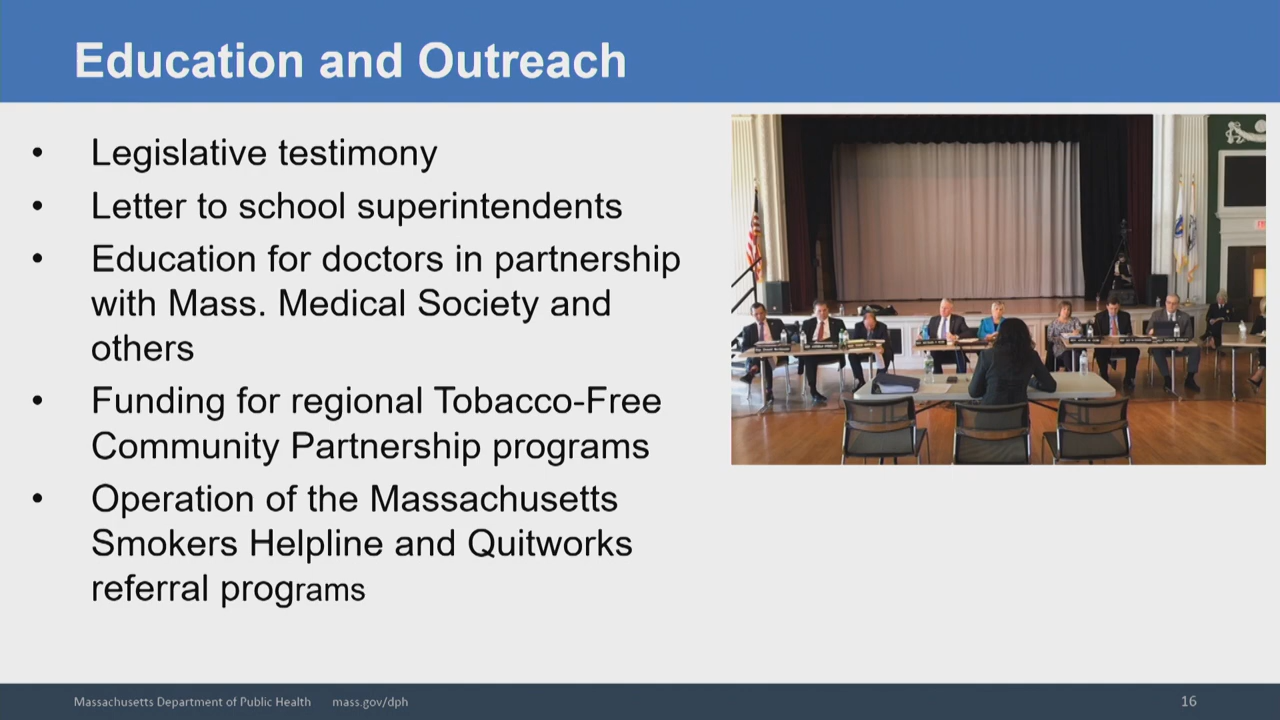 Education and Outreach
• Legislative testimony
• Letter to school superintendents
• Education for doctors in partnership
with Mass. Medical Society and
others
• Funding for regional Tobacco-Free
Community Partnership programs
• Operation of the Massachusetts
Smokers Helpline and Quitworks
referral programs
Massachusetts Department of Public Health mass.gov/dph
16